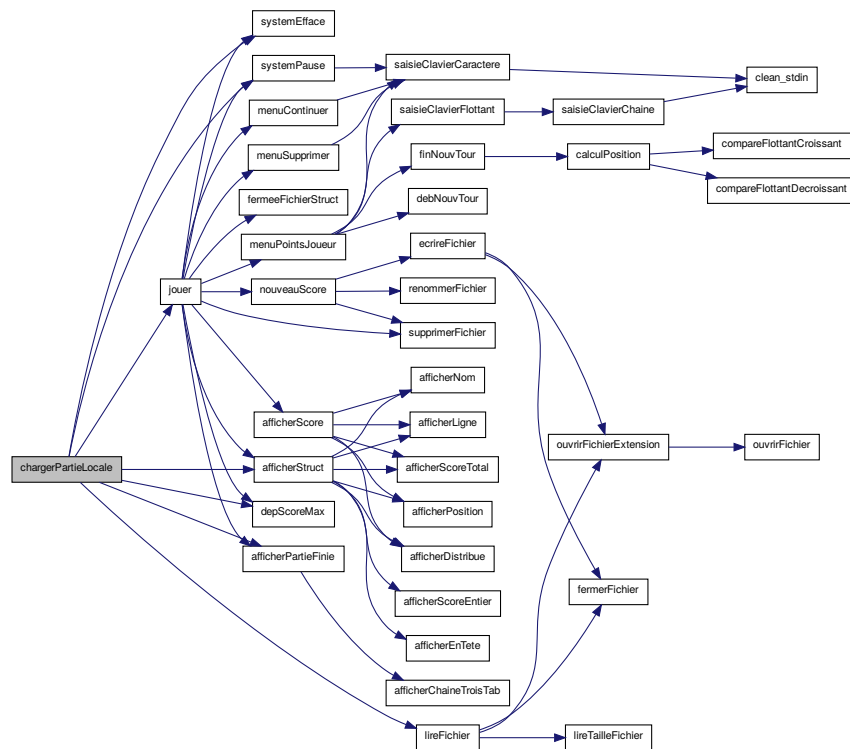 systemEfface
systemPause
saisieClavierCaractere
clean_stdin
menuContinuer
saisieClavierFlottant
saisieClavierChaine
menuSupprimer
finNouvTour
calculPosition
compareFlottantCroissant
compareFlottantDecroissant
fermeeFichierStruct
debNouvTour
menuPointsJoueur
ecrireFichier
jouer
nouveauScore
renommerFichier
supprimerFichier
afficherNom
afficherScore
afficherLigne
ouvrirFichierExtension
ouvrirFichier
chargerPartieLocale
afficherStruct
afficherScoreTotal
depScoreMax
afficherPosition
afficherPartieFinie
afficherDistribue
fermerFichier
afficherScoreEntier
afficherEnTete
afficherChaineTroisTab
lireFichier
lireTailleFichier